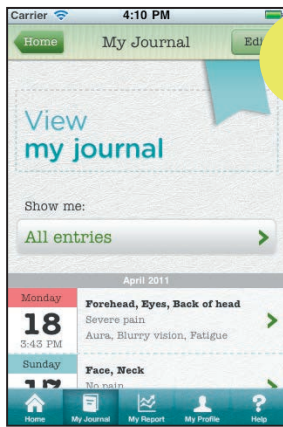 Carrier 4:10 PM
Home My Journal
View
my journal
Show me:
All entries
April 2011
Monday
18
3:43 PM
Forehead, Eyes, Back of head
Severe pain
Aura, Blurry vision, Fatigue
Sunday
17
Face, Neck
No pain
Home My Journal My Report My Profile Help